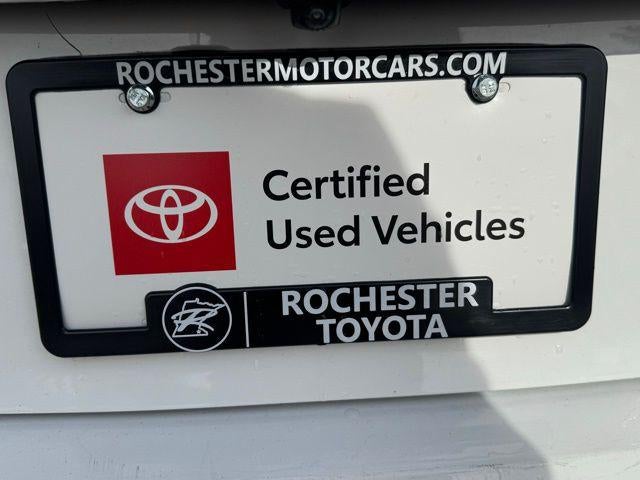 ROCHESTERMOTORCARS.COM
Certified
Used Vehicles
ROCHESTER
TOYOTA